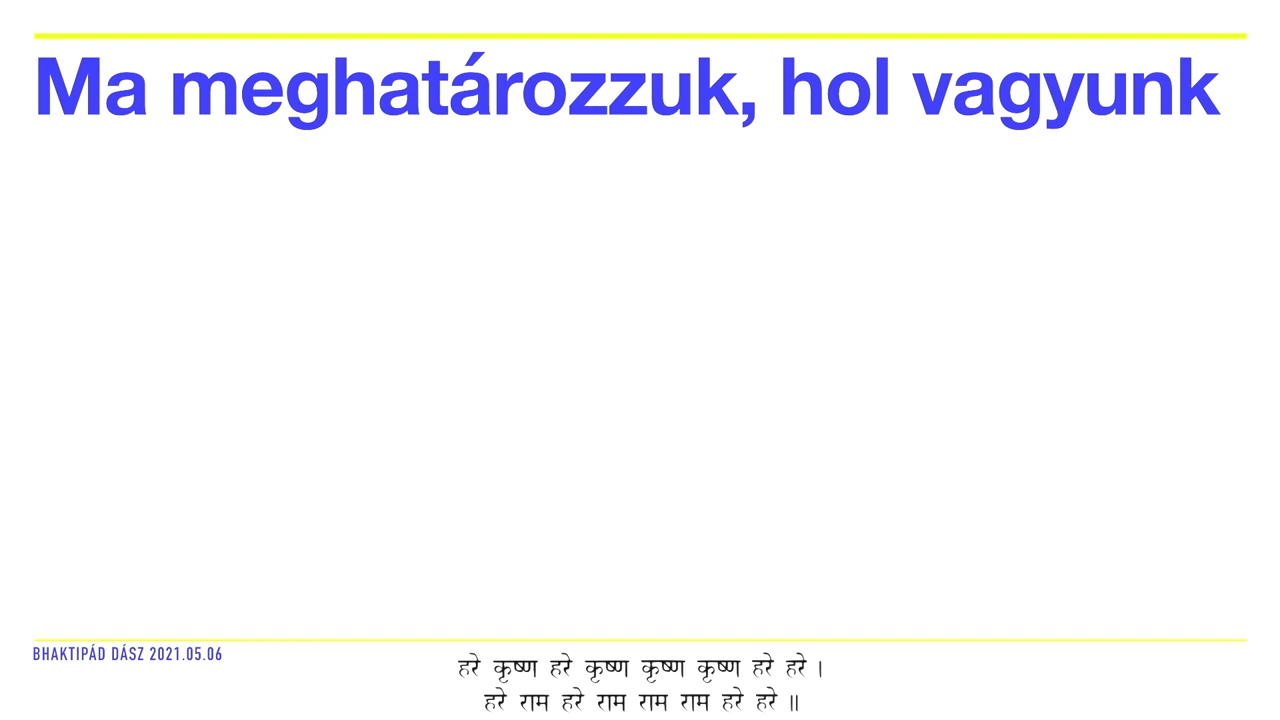 Ma meghatározzuk, hol vagyunk
BHAKTIPÁD DÁSZ 2021.05.06
हरे कृष्ण हरे कृष्ण कृष्ण कृष्ण हरे हरे ।
हरे राम हरे राम राम राम हरे हरे ॥